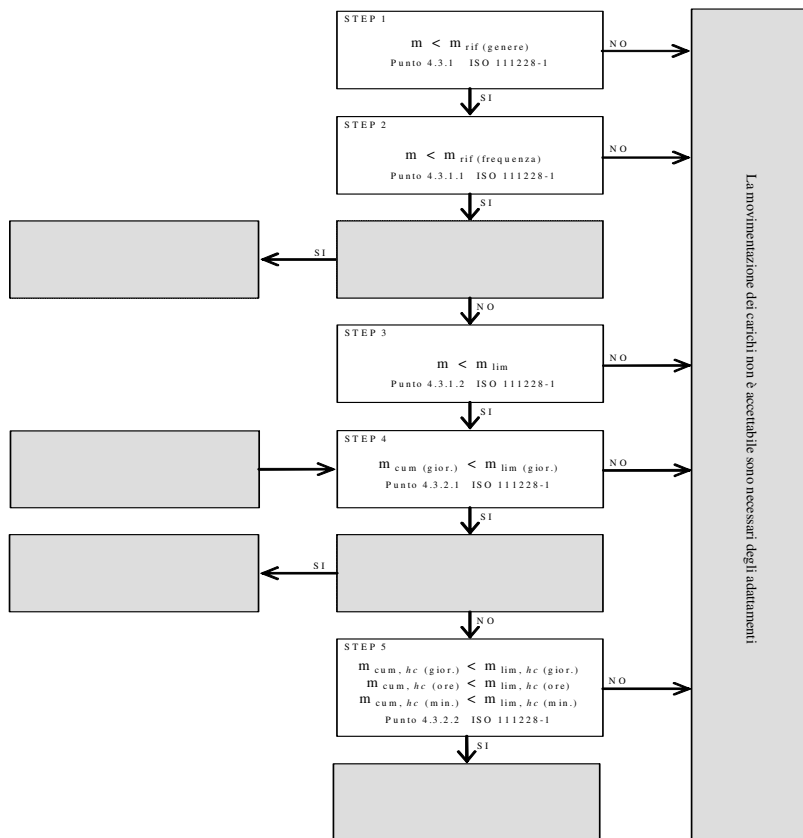 STEP 1
m < m rif (genere)
Punto 4.3.1 ISO 111228-1
NO
SI
STEP 2
m < m rif (frequenza)
Punto 4.3.1.1 ISO 111228-1
NO
SI
SI
NO
STEP 3
m < m lim
Punto 4.3.1.2 ISO 111228-1
NO
SI
STEP 4
m cum (gior.) < m lim (gior.)
Punto 4.3.2.1 ISO 111228-1
NO
SI
SI
NO
STEP 5
m cum, hc (gior.) < m lim, hc (gior.)
m cum, hc (ore) < m lim, hc (ore)
m cum, hc (min.) < m lim, hc (min.)
Punto 4.3.2.2 ISO 111228-1
NO
SI
La movimentazione dei carichi non è accettabile sono necessari degli adattamenti